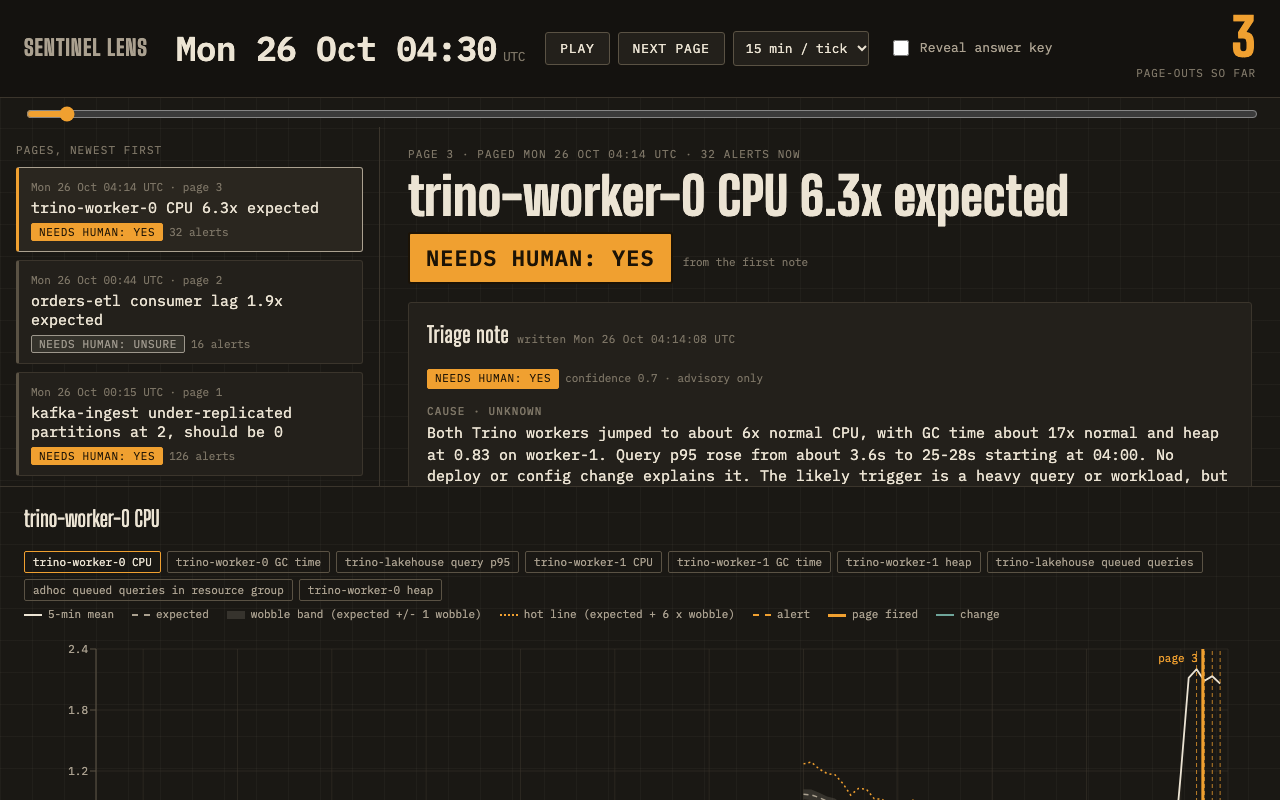 SENTINEL LENS
Mon 26 Oct 04:30 UTC
PLAY
NEXT PAGE
15 min / tick
Reveal answer key
3
PAGE-OUTS SO FAR
PAGES, NEWEST FIRST
Mon 26 Oct 04:14 UTC · page 3
trino-worker-0 CPU 6.3x expected
NEEDS HUMAN: YES 32 alerts
Mon 26 Oct 00:44 UTC · page 2
orders-etl consumer lag 1.9x
expected
NEEDS HUMAN: UNSURE 16 alerts
Mon 26 Oct 00:15 UTC · page 1
kafka-ingest under-replicated
partitions at 2, should be 0
NEEDS HUMAN: YES 126 alerts
PAGE 3 · PAGED MON 26 OCT 04:14 UTC · 32 ALERTS NOW
trino-worker-0 CPU 6.3x expected
NEEDS HUMAN: YES from the first note
Triage note written Mon 26 Oct 04:14:08 UTC
NEEDS HUMAN: YES confidence 0.7 · advisory only
CAUSE · UNKNOWN
Both Trino workers jumped to about 6x normal CPU, with GC time about 17x normal and heap
at 0.83 on worker-1. Query p95 rose from about 3.6s to 25-28s starting at 04:00. No
deploy or config change explains it. The likely trigger is a heavy query or workload, but
trino-worker-0 CPU
trino-worker-0 CPU
trino-worker-0 GC time
trino-lakehouse query p95
trino-worker-1 CPU
trino-worker-1 GC time
trino-worker-1 heap
trino-lakehouse queued queries
adhoc queued queries in resource group
trino-worker-0 heap
5-min mean
expected
wobble band (expected +/- 1 wobble)
hot line (expected + 6 x wobble)
alert
page fired
change
2.4
page 3
1.8
1.2